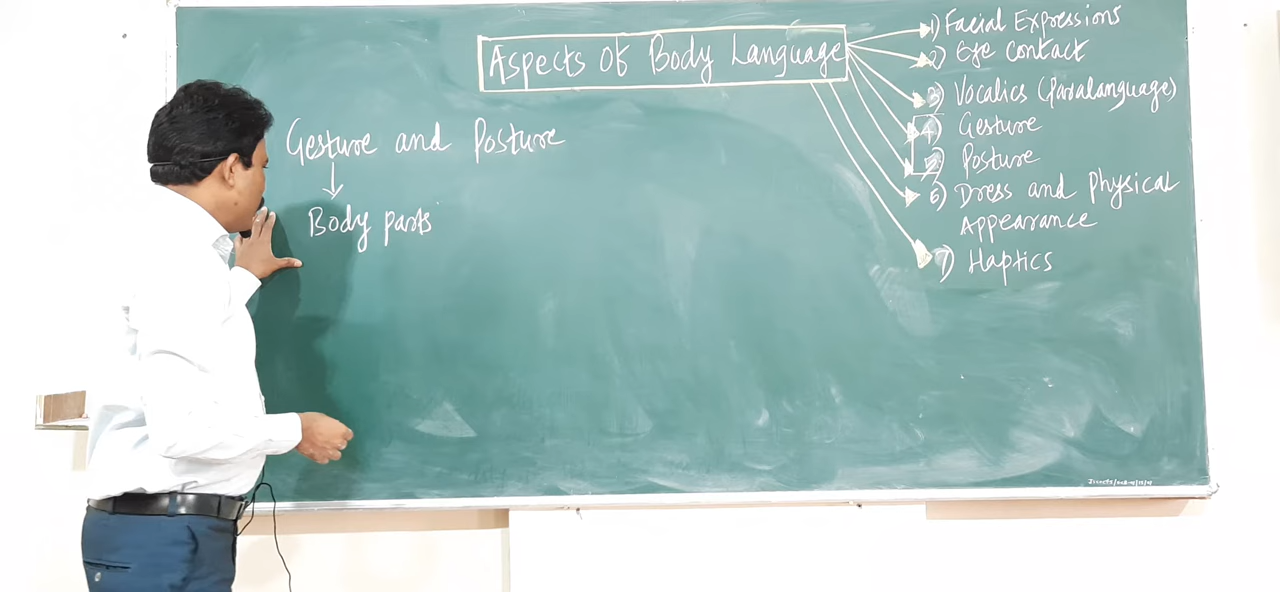 Aspects Of Body Language
1) Facial Expressions
2) Eye contact
3) Vocalics (Paralanguage)
4) Gesture
5) Posture
6) Dress and Physical
Appearance
7) Haptics
Gesture and Posture
Body parts